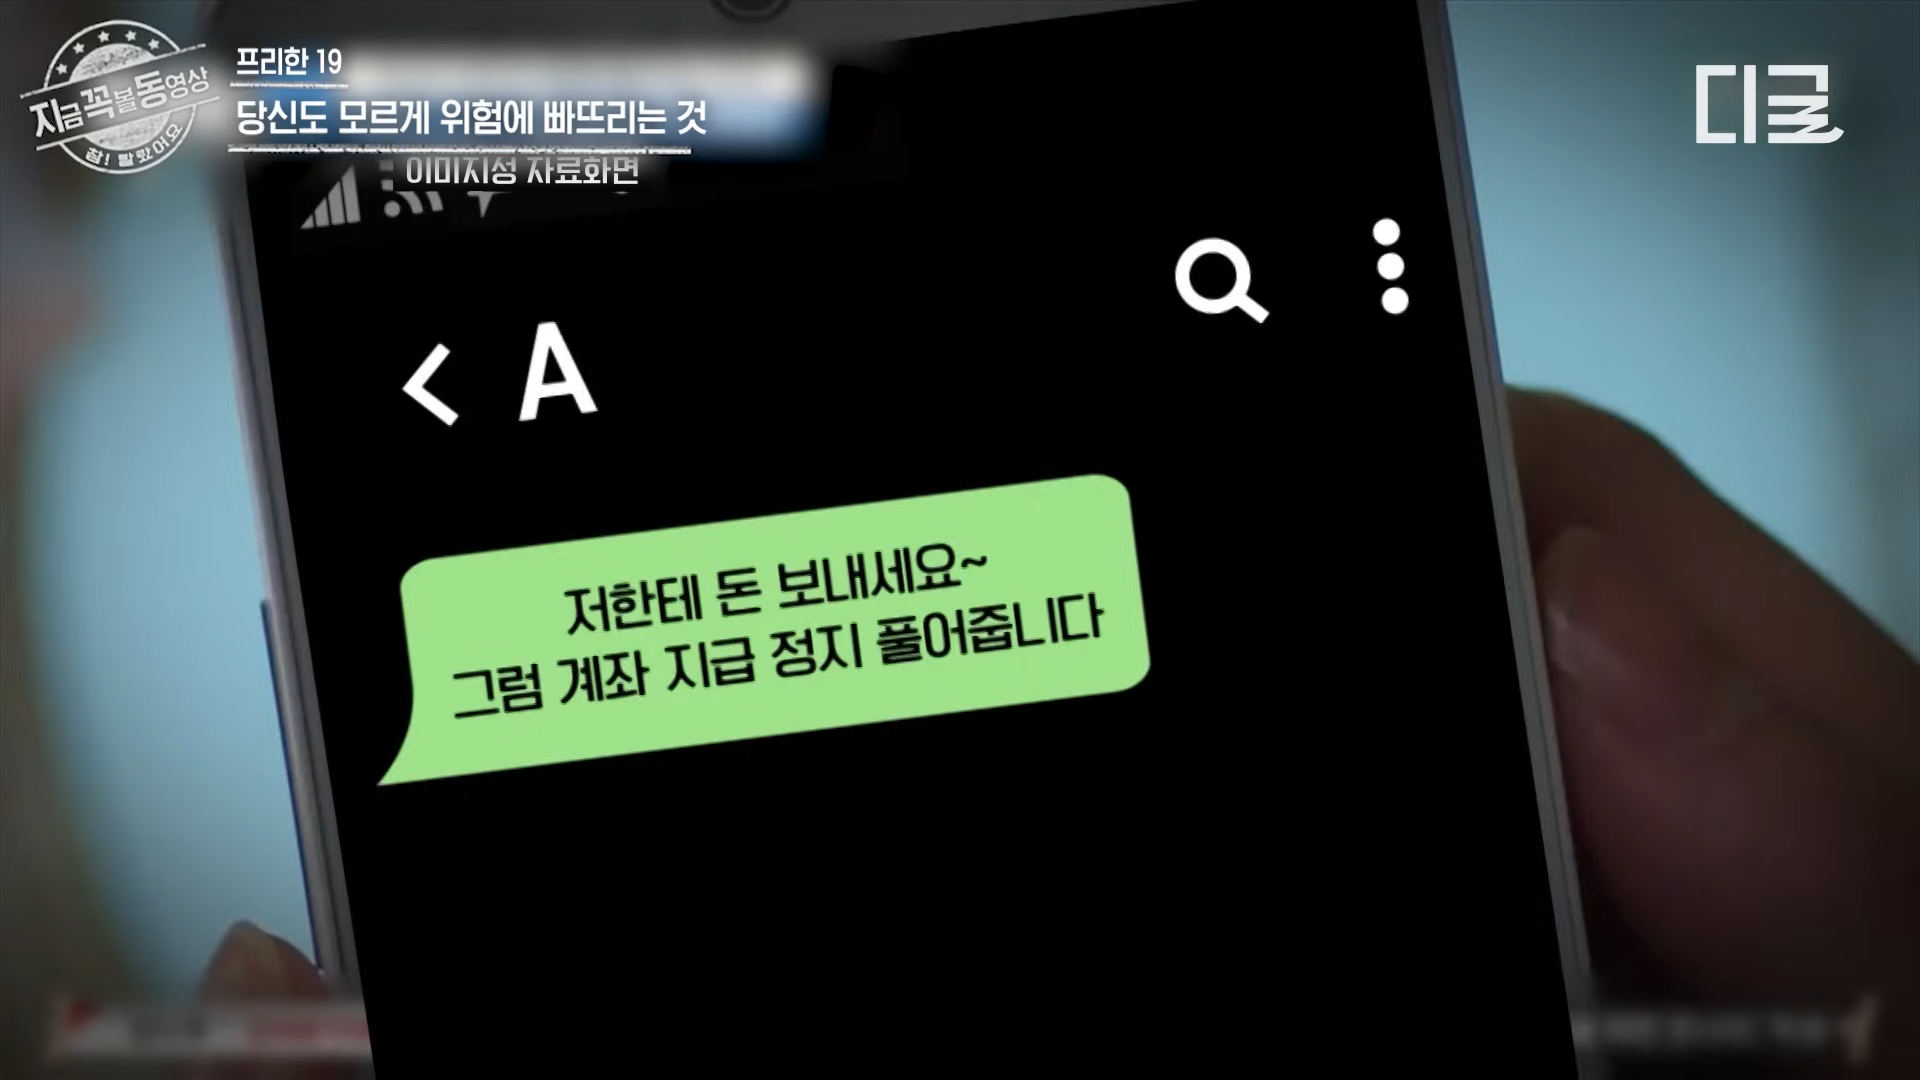 프리한 19
당신도 모르게 위험에 빠뜨리는 것
지금 꼭 볼 동영상
참! 잘 봤어요
이미지성 자료화면
디글
A
저한테 돈 보내세요~
그럼 계좌 지급 정지 풀어줍니다